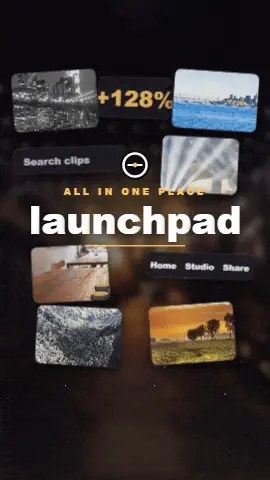 +128%
Search clips
ALL IN ONE PLACE
launchpad
Home Studio Share